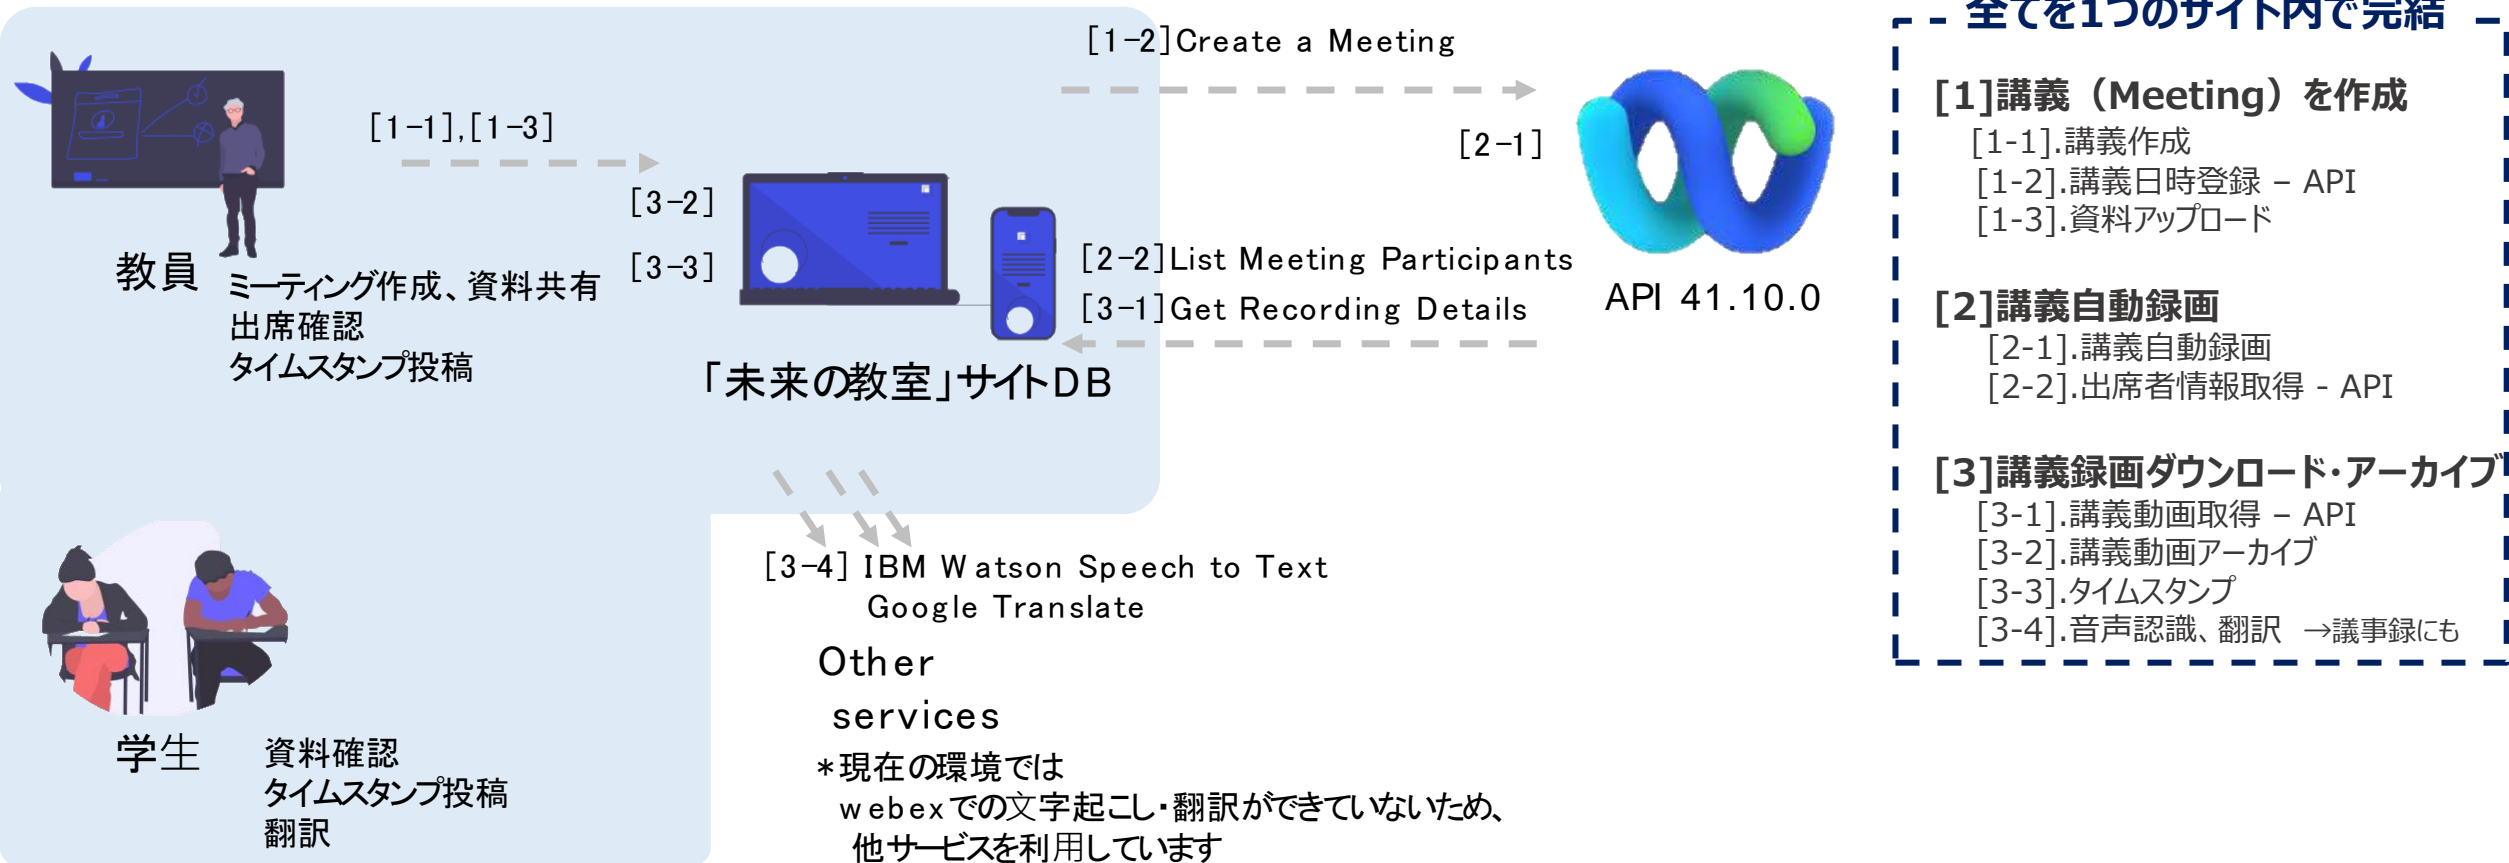 [1-2]Create a Meeting
[1-1],[1-3]
[2-1]
[3-2]
[3-3]
教員
ミーティング作成、資料共有
出席確認
タイムスタンプ投稿
[2-2]List Meeting Participants
[3-1]Get Recording Details
API 41.10.0
「未来の教室」サイトDB
[3-4] IBM Watson Speech to Text
Google Translate
Other
services
*現在の環境では
webexでの文字起こし・翻訳ができていないため、
他サービスを利用しています
学生
資料確認
タイムスタンプ投稿
翻訳
全てを1つのサイト内で完結
[1]講義（Meeting）を作成
[1-1].講義作成
[1-2].講義日時登録 – API
[1-3].資料アップロード
[2]講義自動録画
[2-1].講義自動録画
[2-2].出席者情報取得 - API
[3]講義録画ダウンロード・アーカイブ
[3-1].講義動画取得 – API
[3-2].講義動画アーカイブ
[3-3].タイムスタンプ
[3-4].音声認識、翻訳 →議事録にも